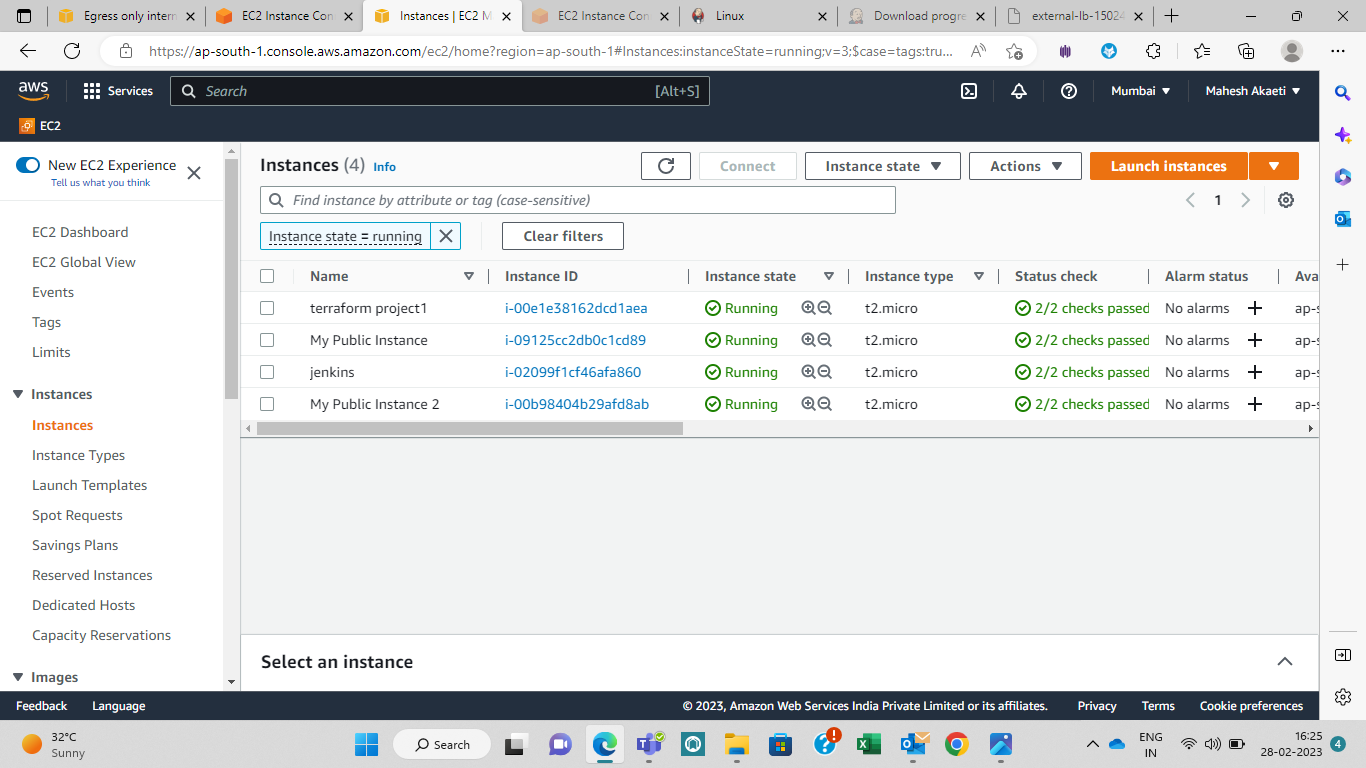 Egress only intern
EC2 Instance Con
Instances | EC2 M
EC2 Instance Con
Linux
Download progre
external-lb-15024
https://ap-south-1.console.aws.amazon.com/ec2/home?region=ap-south-1#Instances:instanceState=running;v=3;$case=tags:tru...
aws
Services
Search
[Alt+S]
Mumbai
Mahesh Akaeti
EC2
New EC2 Experience
Tell us what you think
EC2 Dashboard
EC2 Global View
Events
Tags
Limits
Instances
Instances
Instance Types
Launch Templates
Spot Requests
Savings Plans
Reserved Instances
Dedicated Hosts
Capacity Reservations
Images
Instances (4) Info
Connect
Instance state
Actions
Launch instances
Find instance by attribute or tag (case-sensitive)
1
Instance state = running
Clear filters
Name Instance ID Instance state Instance type Status check Alarm status Ava
terraform project1 i-00e1e38162dcd1aea Running t2.micro 2/2 checks passed No alarms ap-s
My Public Instance i-09125cc2db0c1cd89 Running t2.micro 2/2 checks passed No alarms ap-s
jenkins i-02099f1cf46afa860 Running t2.micro 2/2 checks passed No alarms ap-s
My Public Instance 2 i-00b98404b29afd8ab Running t2.micro 2/2 checks passed No alarms ap-s
Select an instance
Feedback
Language
© 2023, Amazon Web Services India Private Limited or its affiliates.
Privacy
Terms
Cookie preferences
32°C
Sunny
Search
ENG
IN
16:25
28-02-2023
4